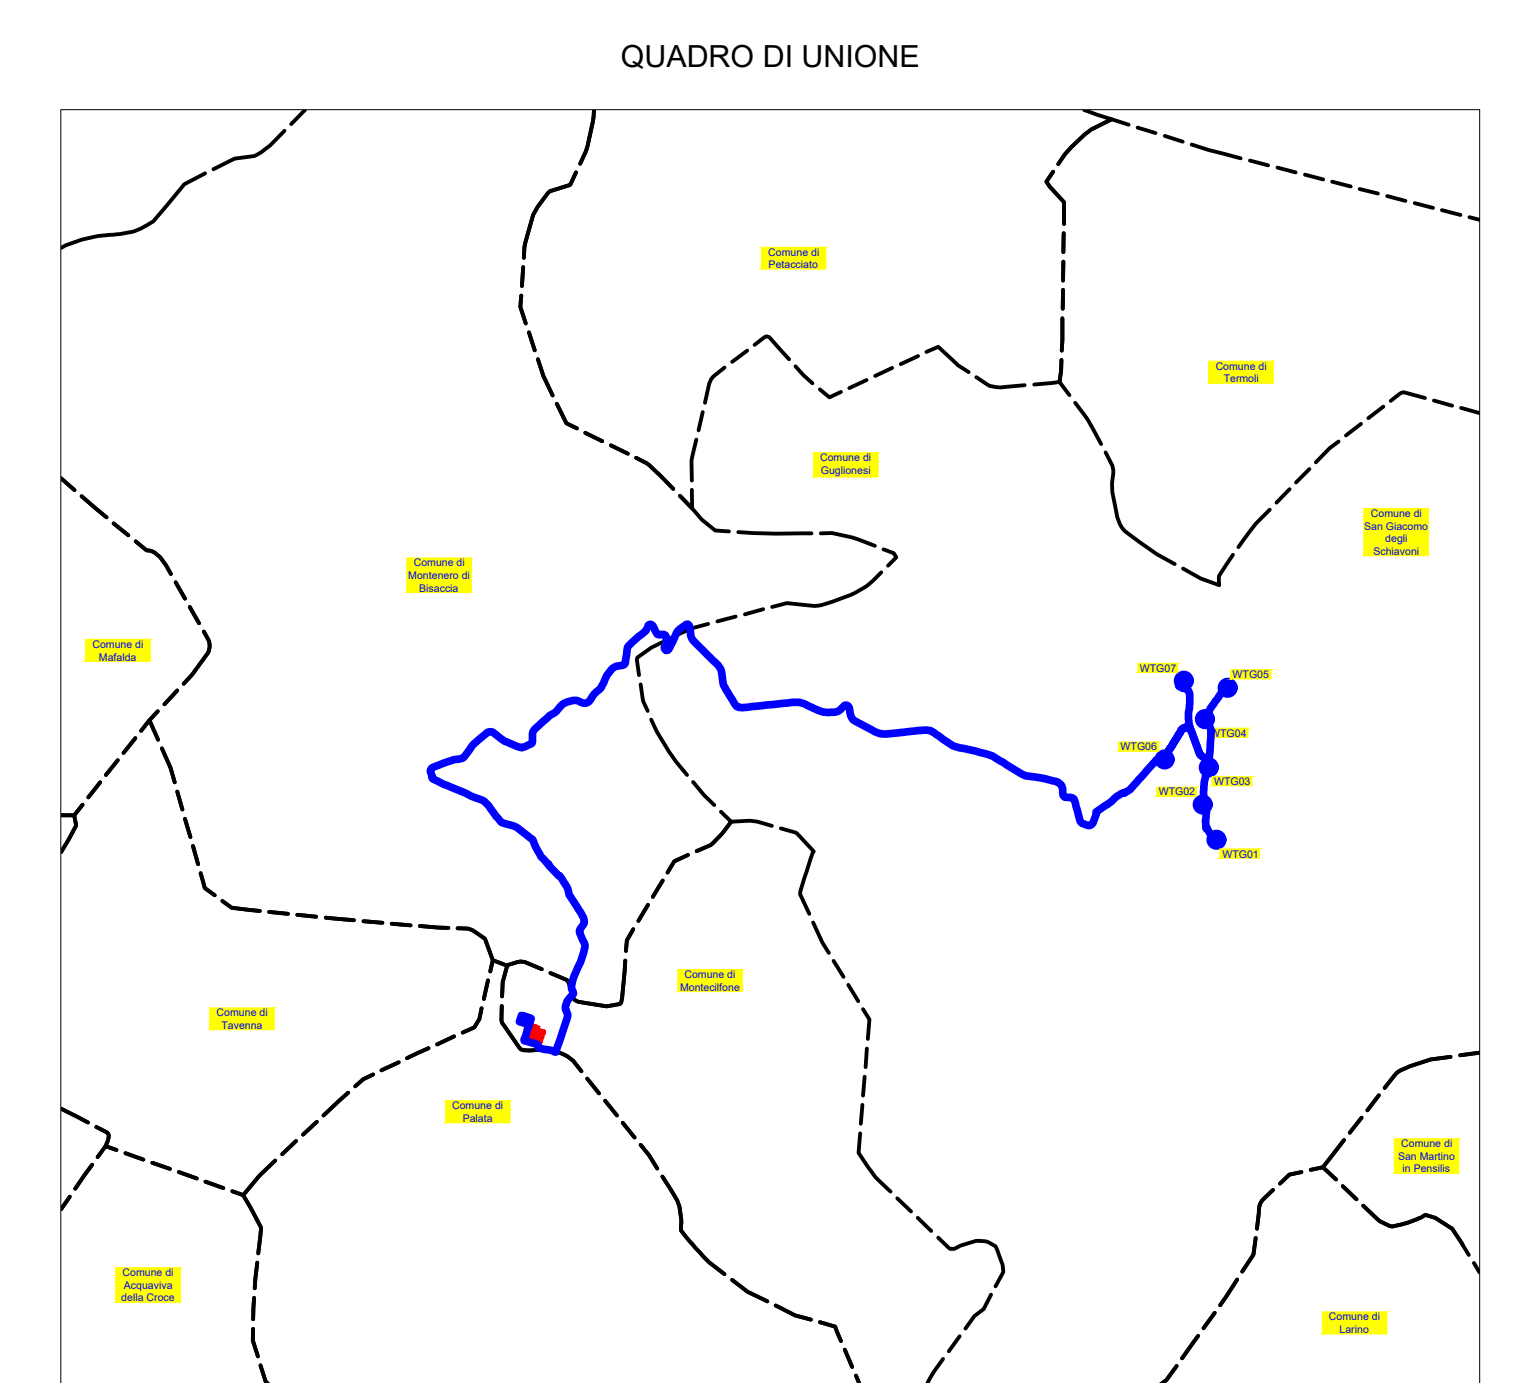 QUADRO DI UNIONE
Comune di
Petacciato
Comune di
Termoli
Comune di
Guglionesi
Comune di
San Giacomo
degli
Schiavoni
Comune di
Montenero di
Bisaccia
Comune di
Mafalda
WTG07
WTG05
WTG04
WTG06
WTG03
WTG02
WTG01
Comune di
Montecilfone
Comune di
Tavenna
Comune di
Palata
Comune di
San Martino
in Pensilis
Comune di
Acquaviva
della Croce
Comune di
Larino